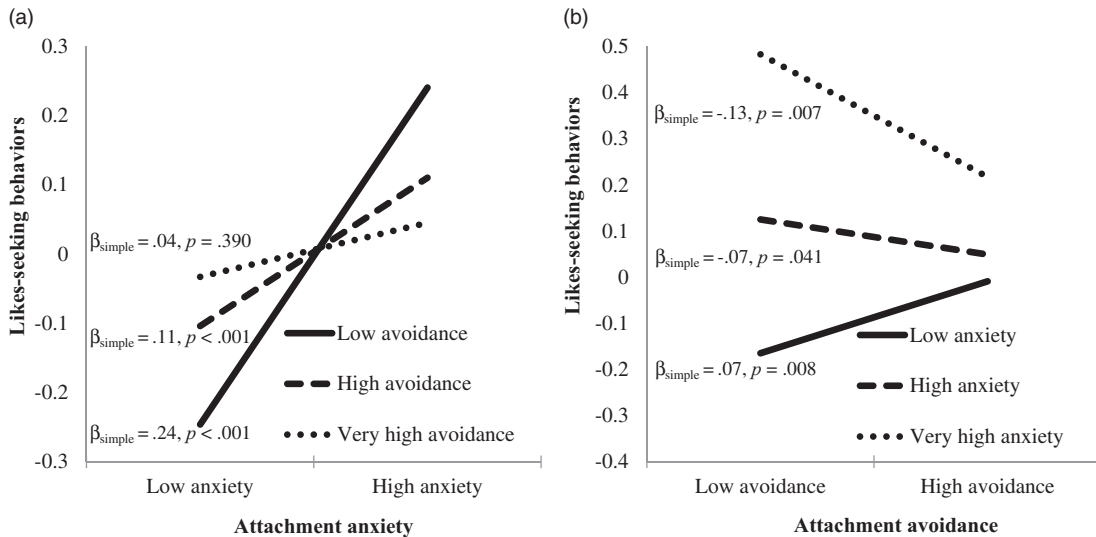 (a)
0.3
0.2
0.1
0
-0.1
-0.2
-0.3
Likes-seeking behaviors
βsimple = .04, p = .390
βsimple = .11, p < .001
βsimple = .24, p < .001
Low avoidance
High avoidance
Very high avoidance
Low anxiety High anxiety
Attachment anxiety
(b)
0.5
0.4
0.3
0.2
0.1
0
-0.1
-0.2
-0.3
-0.4
Likes-seeking behaviors
βsimple = -.13, p = .007
βsimple = -.07, p = .041
βsimple = .07, p = .008
Low anxiety
High anxiety
Very high anxiety
Low avoidance High avoidance
Attachment avoidance